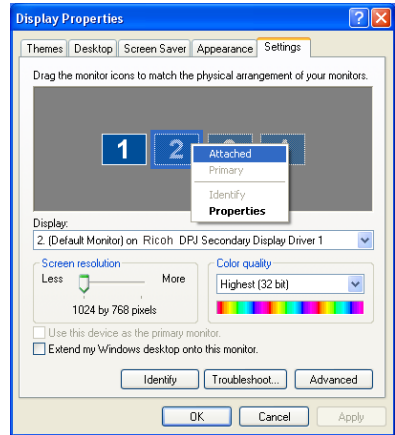 Display Properties
Themes Desktop Screen Saver Appearance Settings
Drag the monitor icons to match the physical arrangement of your monitors.
1 2
Attached
Primary
Identify
Properties
Display:
2. (Default Monitor) on Ricoh DPJ Secondary Display Driver 1
Screen resolution
Less More
1024 by 768 pixels
Color quality
Highest (32 bit)
Use this device as the primary monitor.
Extend my Windows desktop onto this monitor.
Identify Troubleshoot... Advanced
OK Cancel Apply